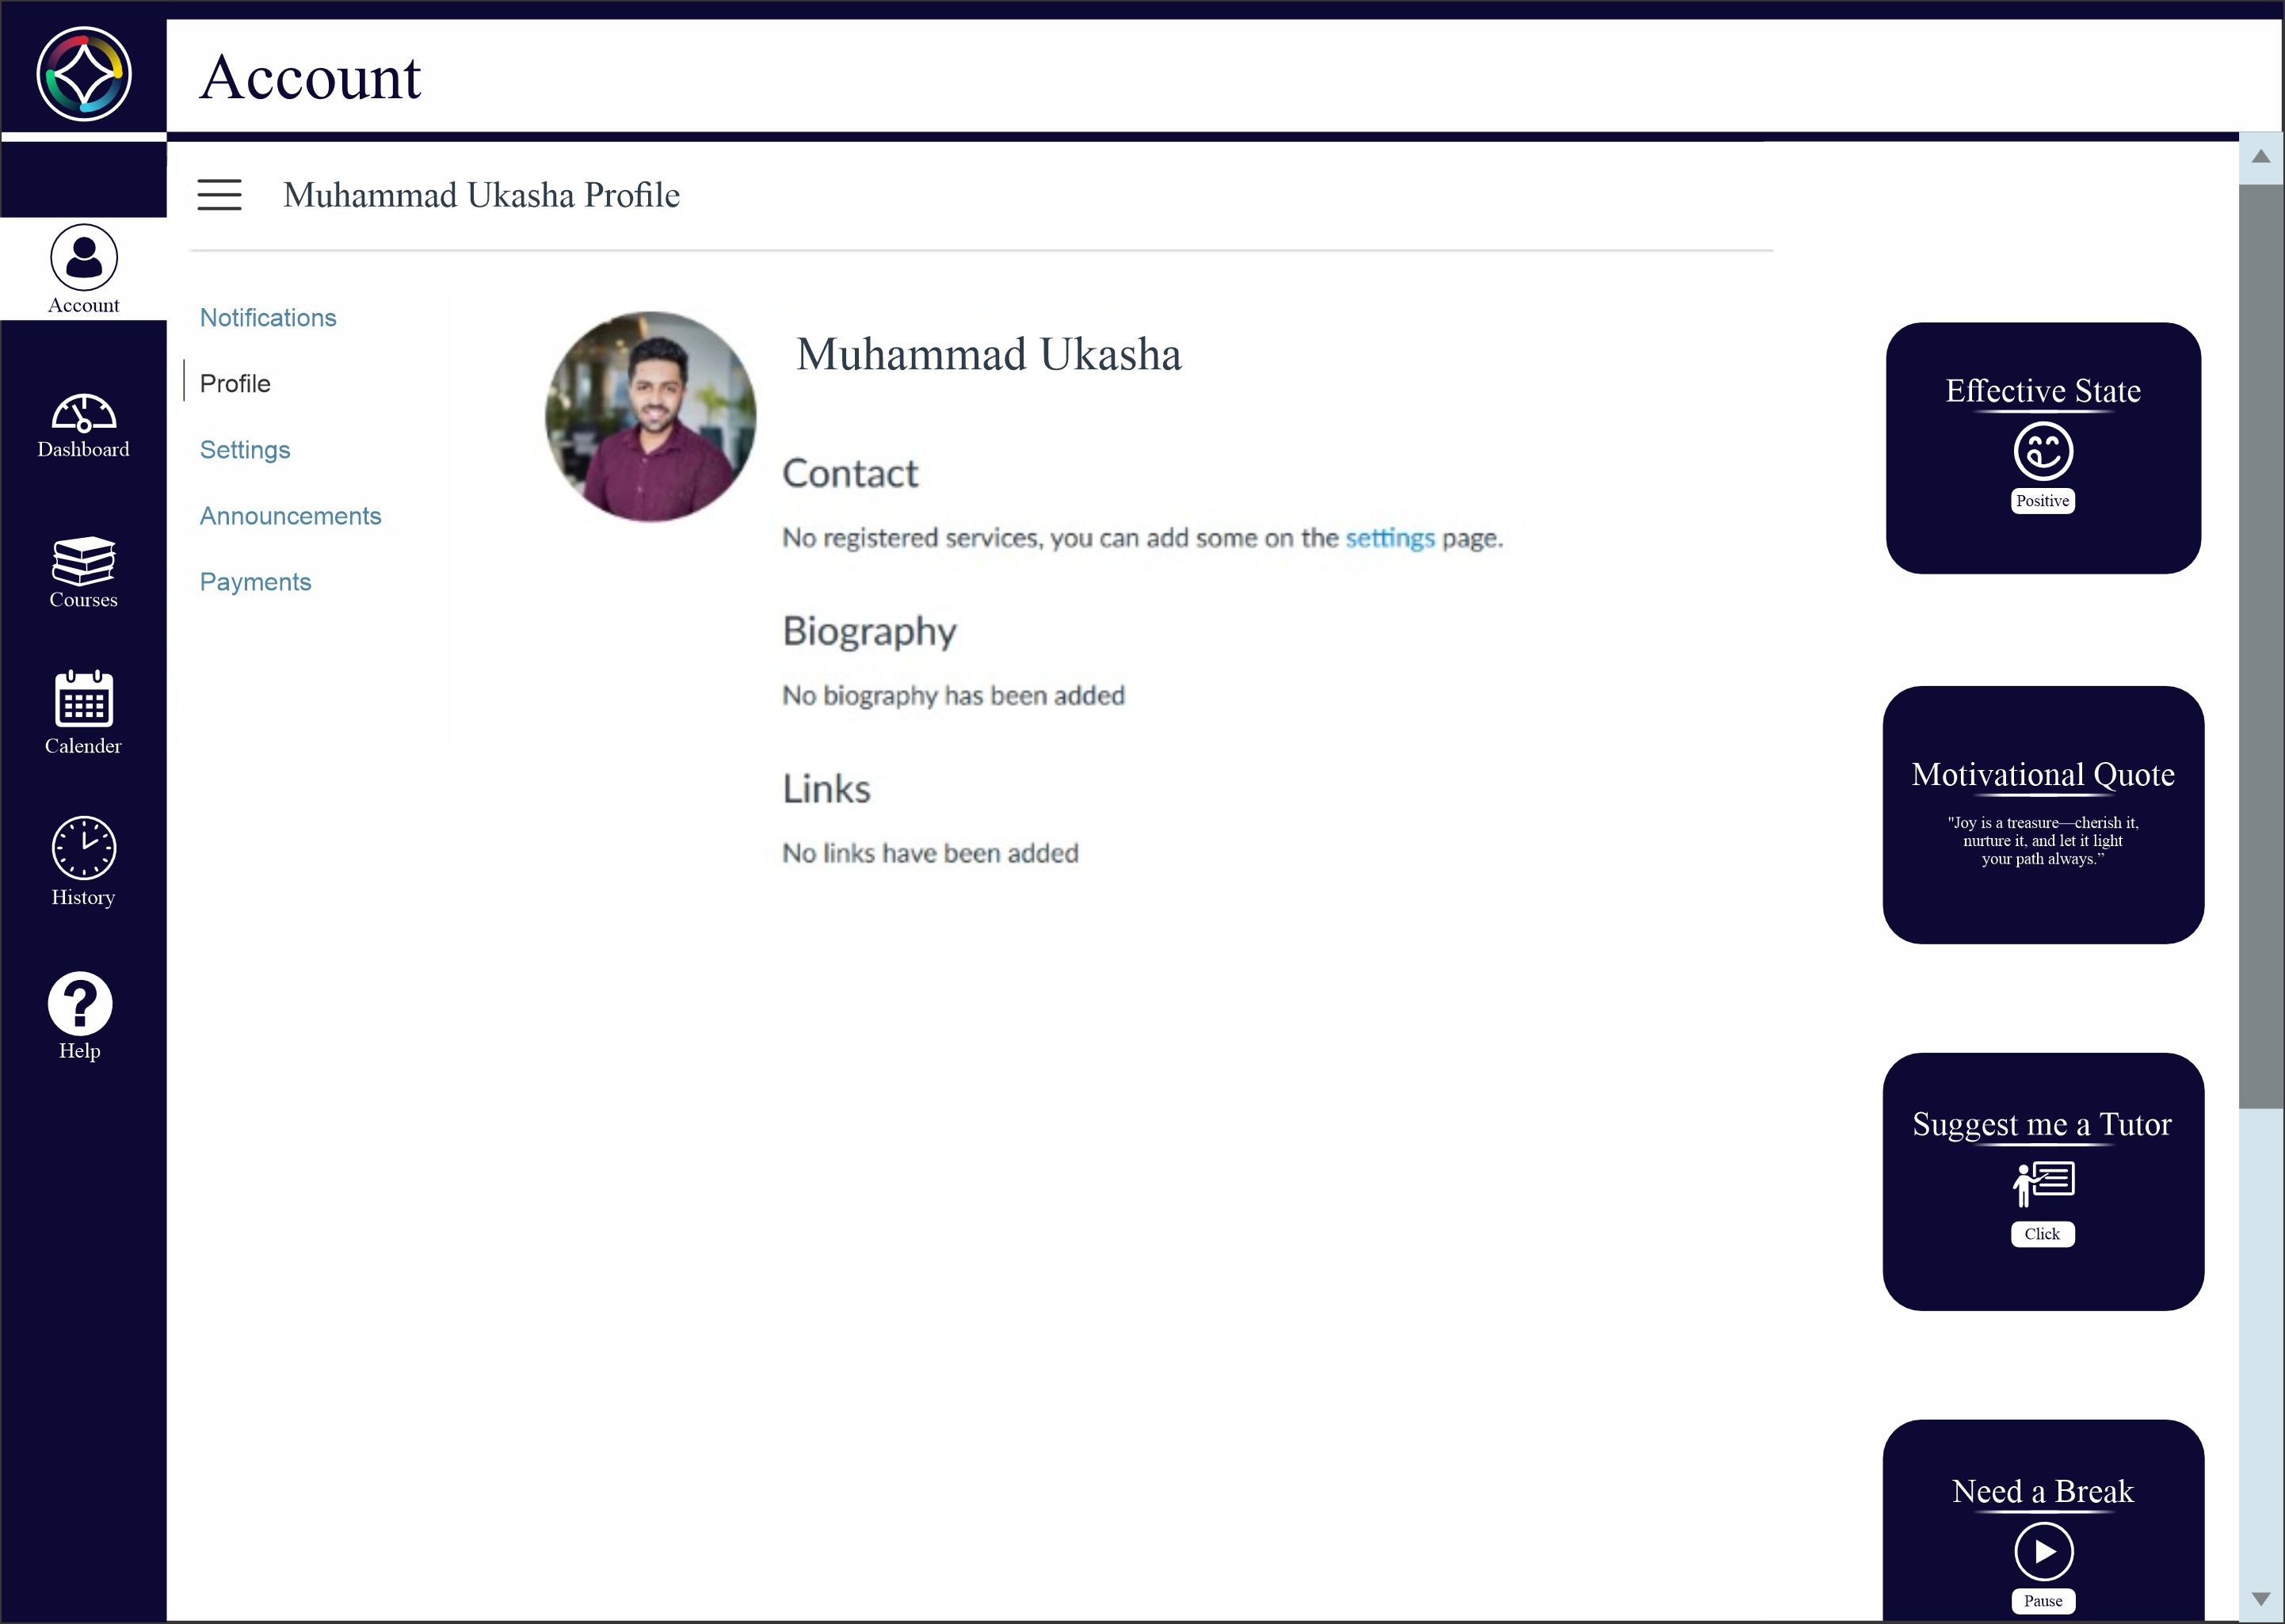 Account
Muhammad Ukasha Profile
Account
Dashboard
Courses
Calender
History
Help
Notifications
Profile
Settings
Announcements
Payments
Muhammad Ukasha
Contact
No registered services, you can add some on the settings page.
Biography
No biography has been added
Links
No links have been added
Effective State
Positive
Motivational Quote
"Joy is a treasure—cherish it,
nurture it, and let it light
your path always.”
Suggest me a Tutor
Click
Need a Break
Pause